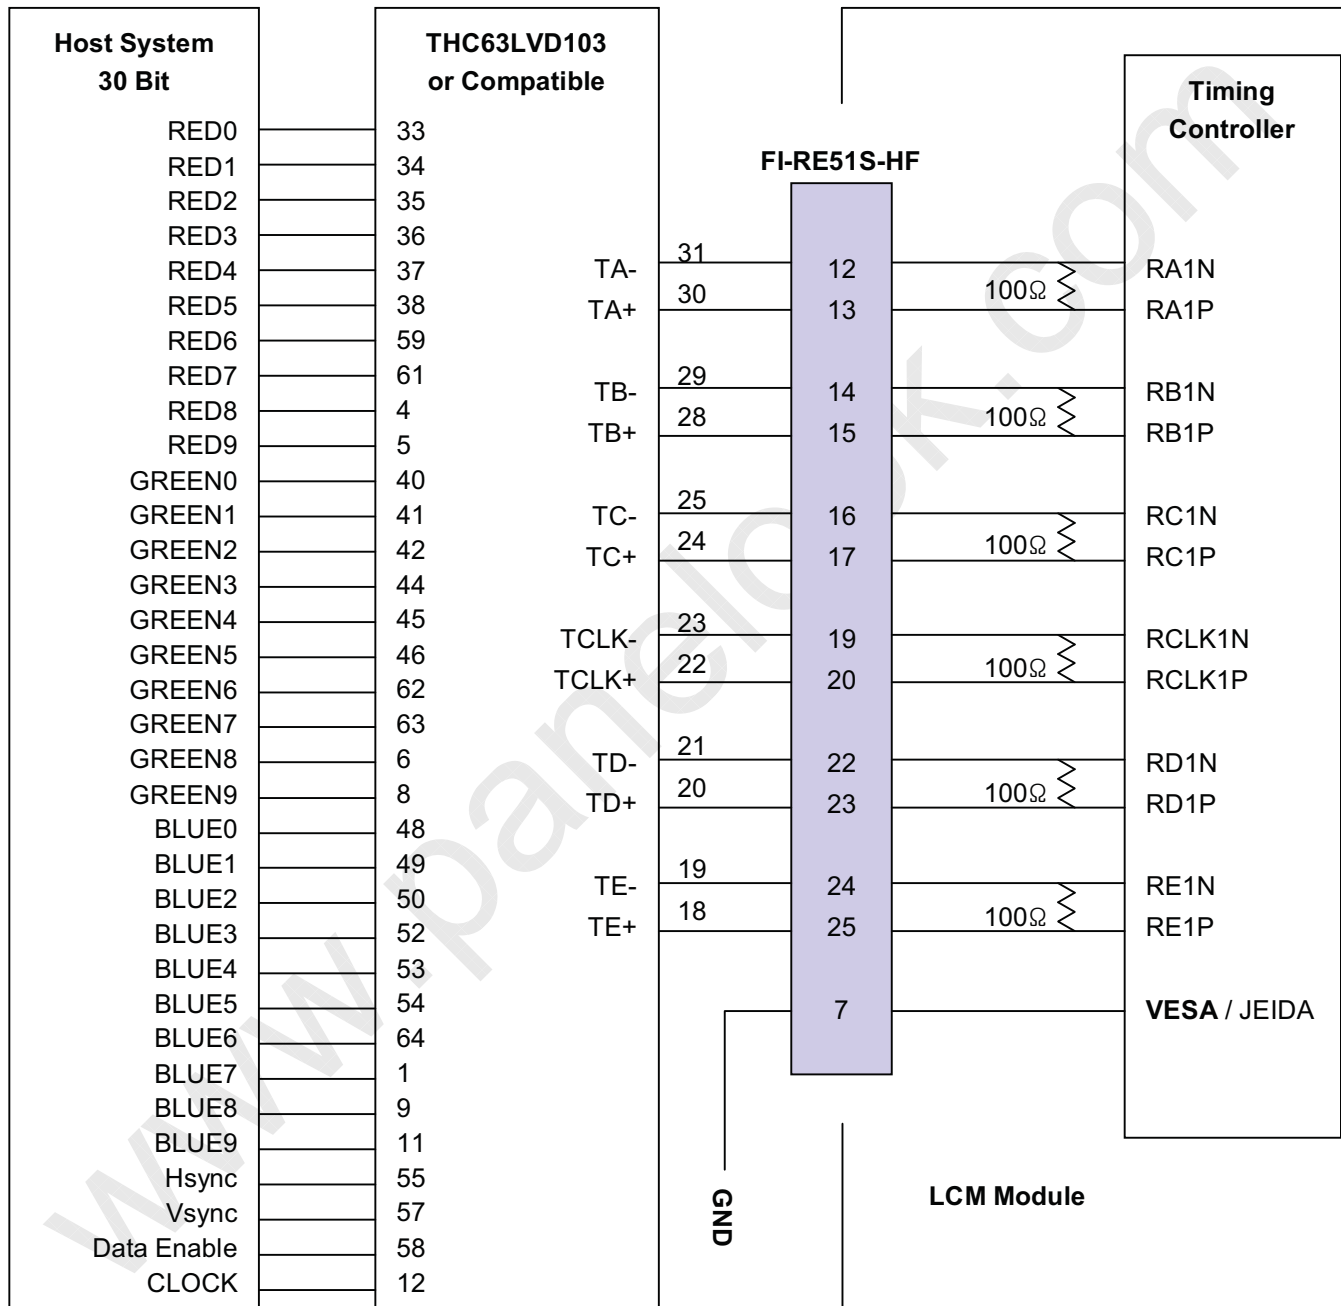 Host System
30 Bit
RED0
RED1
RED2
RED3
RED4
RED5
RED6
RED7
RED8
RED9
GREEN0
GREEN1
GREEN2
GREEN3
GREEN4
GREEN5
GREEN6
GREEN7
GREEN8
GREEN9
BLUE0
BLUE1
BLUE2
BLUE3
BLUE4
BLUE5
BLUE6
BLUE7
BLUE8
BLUE9
Hsync
Vsync
Data Enable
CLOCK
THC63LVD103
or Compatible
33
34
35
36
37
38
59
61
4
5
40
41
42
44
45
46
62
63
6
8
48
49
50
52
53
54
64
1
9
11
55
57
58
12
TA-
TA+
TB-
TB+
TC-
TC+
TCLK-
TCLK+
TD-
TD+
TE-
TE+
31
30
29
28
25
24
23
22
21
20
19
18
GND
FI-RE51S-HF
12
13
14
15
16
17
19
20
22
23
24
25
7
100Ω
100Ω
100Ω
100Ω
100Ω
100Ω
Timing
Controller
RA1N
RA1P
RB1N
RB1P
RC1N
RC1P
RCLK1N
RCLK1P
RD1N
RD1P
RE1N
RE1P
VESA / JEIDA
LCM Module
www.panelook.com